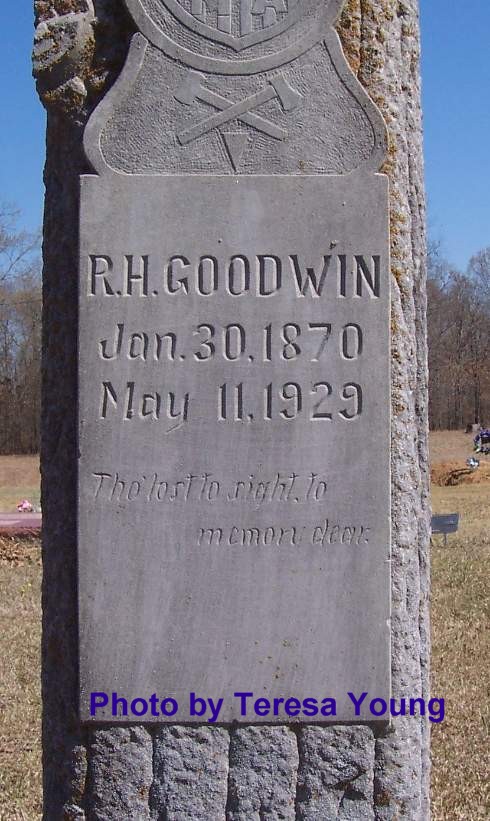 R.H.GOODWIN
Jan.30,1870
May 11,1929
Tho' lost to sight, to
memory dear.
Photo by Teresa Young